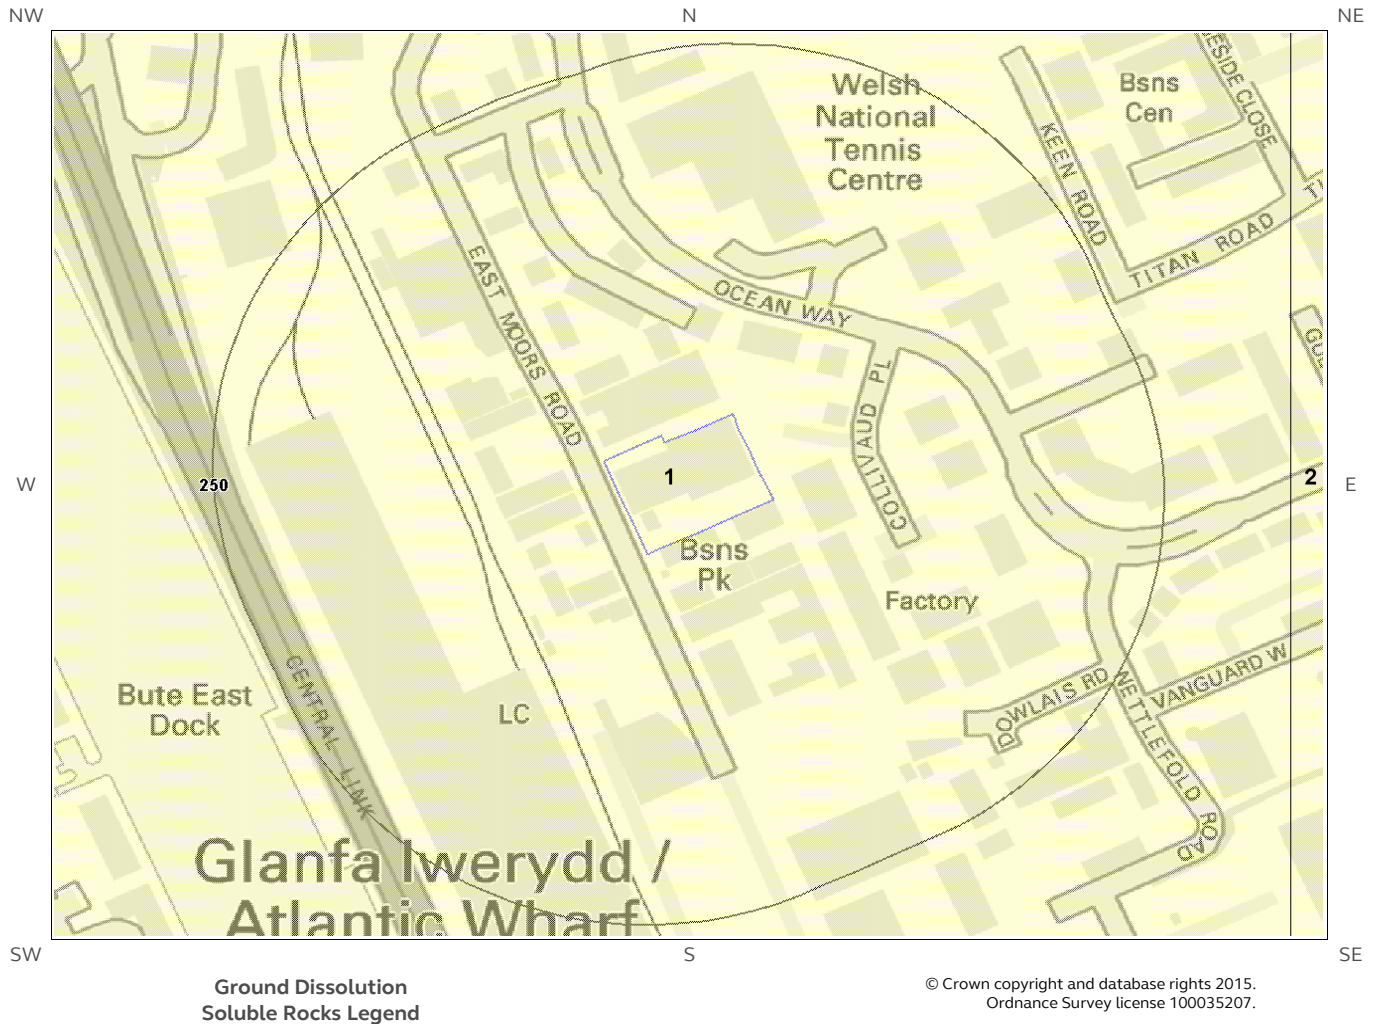 NW
N
NE
Welsh
National
Tennis
Centre
Bsns
Cen
ESIDE CLOSE
KEEN ROAD
TITAN ROAD
EAST MOORS ROAD
OCEAN WAY
COLLIVAUD PL
W
250
1
2
E
Bsns
Pk
Factory
CENTRAL LINK
Bute East
Dock
LC
DOWLAIS RD
NETTLEFOLD ROAD
VANGUARD W
Glanfa Iwerydd /
Atlantic Wharf
SW
S
SE
Ground Dissolution
Soluble Rocks Legend
© Crown copyright and database rights 2015.
Ordnance Survey license 100035207.